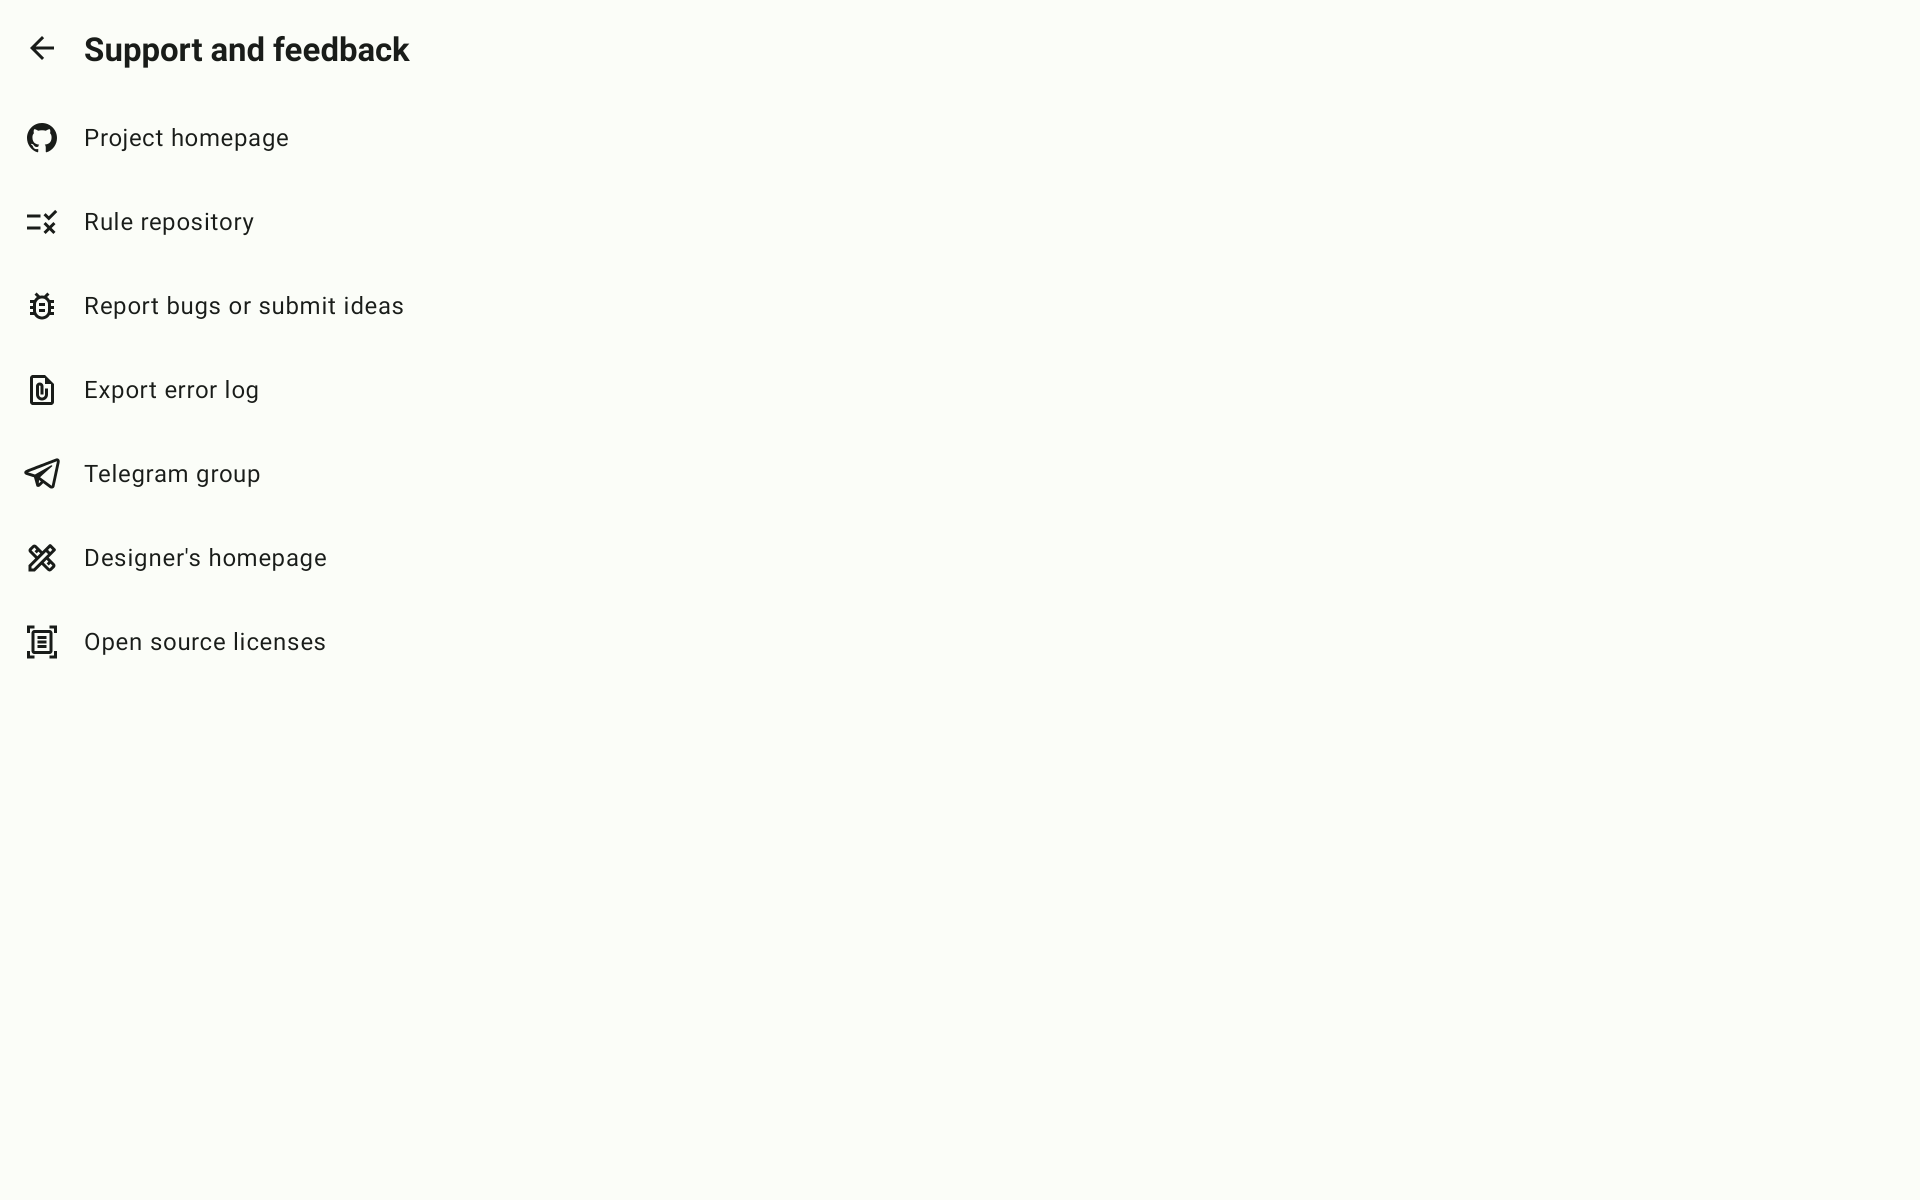 Support and feedback
Project homepage
Rule repository
Report bugs or submit ideas
Export error log
Telegram group
Designer's homepage
Open source licenses